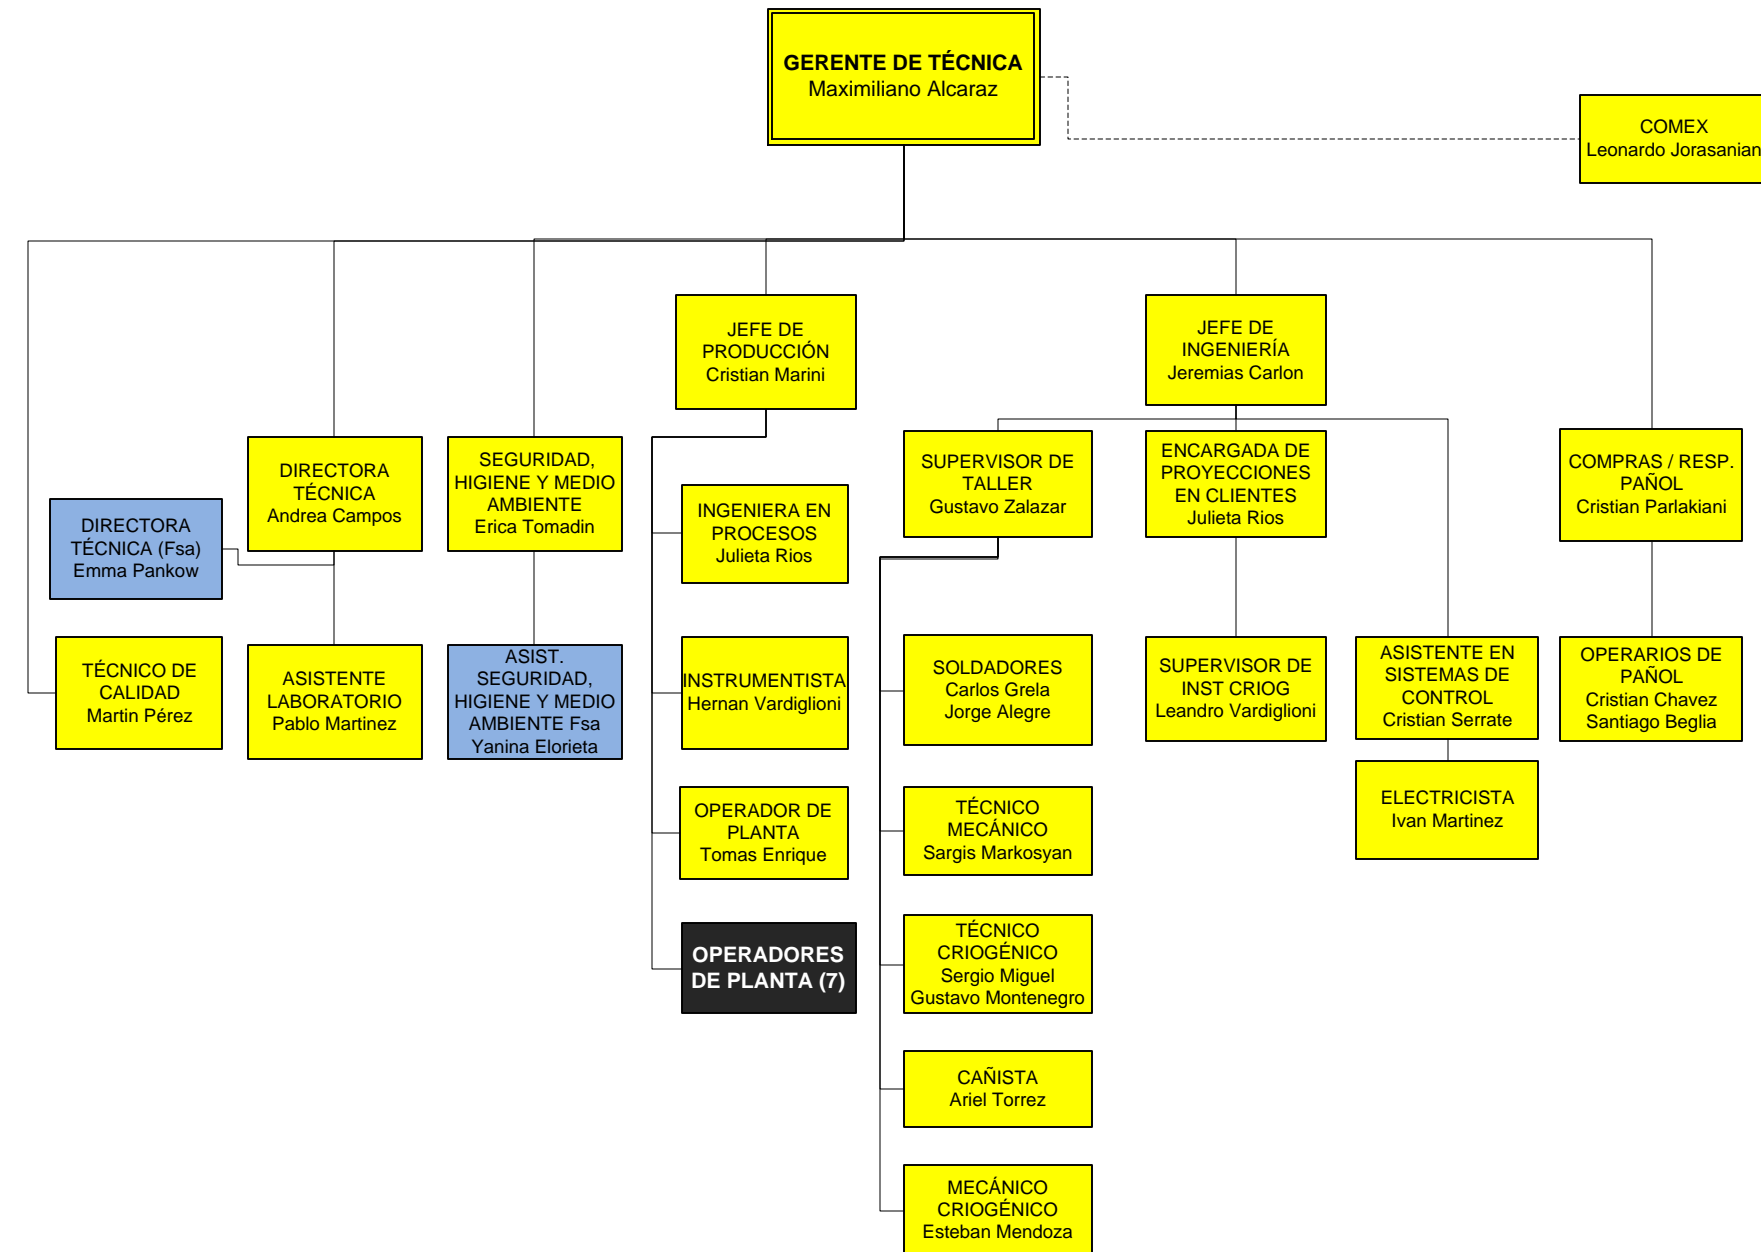 GERENTE DE TÉCNICA
Maximiliano Alcaraz
COMEX
Leonardo Jorasanian
JEFE DE
PRODUCCIÓN
Cristian Marini
JEFE DE
INGENIERÍA
Jeremias Carlon
DIRECTORA
TÉCNICA (Fsa)
Emma Pankow
DIRECTORA
TÉCNICA
Andrea Campos
SEGURIDAD,
HIGIENE Y MEDIO
AMBIENTE
Erica Tomadin
INGENIERA EN
PROCESOS
Julieta Rios
SUPERVISOR DE
TALLER
Gustavo Zalazar
ENCARGADA DE
PROYECCIONES
EN CLIENTES
Julieta Rios
COMPRAS / RESP.
PAÑOL
Cristian Parlakiani
TÉCNICO DE
CALIDAD
Martin Pérez
ASISTENTE
LABORATORIO
Pablo Martinez
ASIST.
SEGURIDAD,
HIGIENE Y MEDIO
AMBIENTE Fsa
Yanina Elorieta
INSTRUMENTISTA
Hernan Vardiglioni
SOLDADORES
Carlos Grela
Jorge Alegre
SUPERVISOR DE
INST CRIOG
Leandro Vardiglioni
ASISTENTE EN
SISTEMAS DE
CONTROL
Cristian Serrate
OPERARIOS DE
PAÑOL
Cristian Chavez
Santiago Beglia
OPERADOR DE
PLANTA
Tomas Enrique
TÉCNICO
MECÁNICO
Sargis Markosyan
ELECTRICISTA
Ivan Martinez
OPERADORES
DE PLANTA (7)
TÉCNICO
CRIOGÉNICO
Sergio Miguel
Gustavo Montenegro
CAÑISTA
Ariel Torrez
MECÁNICO
CRIOGÉNICO
Esteban Mendoza